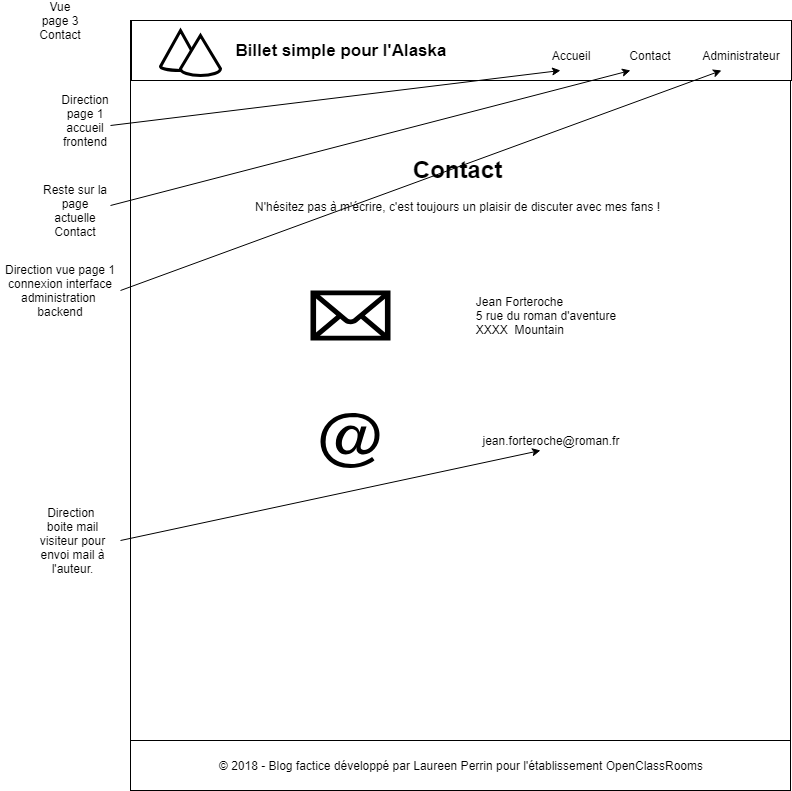 Vue
page 3
Contact
Billet simple pour l'Alaska
Accueil
Contact
Administrateur
Direction
page 1
accueil
frontend
Contact
Reste sur la
page
actuelle
Contact
N'hésitez pas à m'écrire, c'est toujours un plaisir de discuter avec mes fans !
Direction vue page 1
connexion interface
administration
backend
Jean Forteroche
5 rue du roman d'aventure
XXXX  Mountain
@
jean.forteroche@roman.fr
Direction
boite mail
visiteur pour
envoi mail à
l'auteur.
© 2018 - Blog factice développé par Laureen Perrin pour l'établissement OpenClassRooms